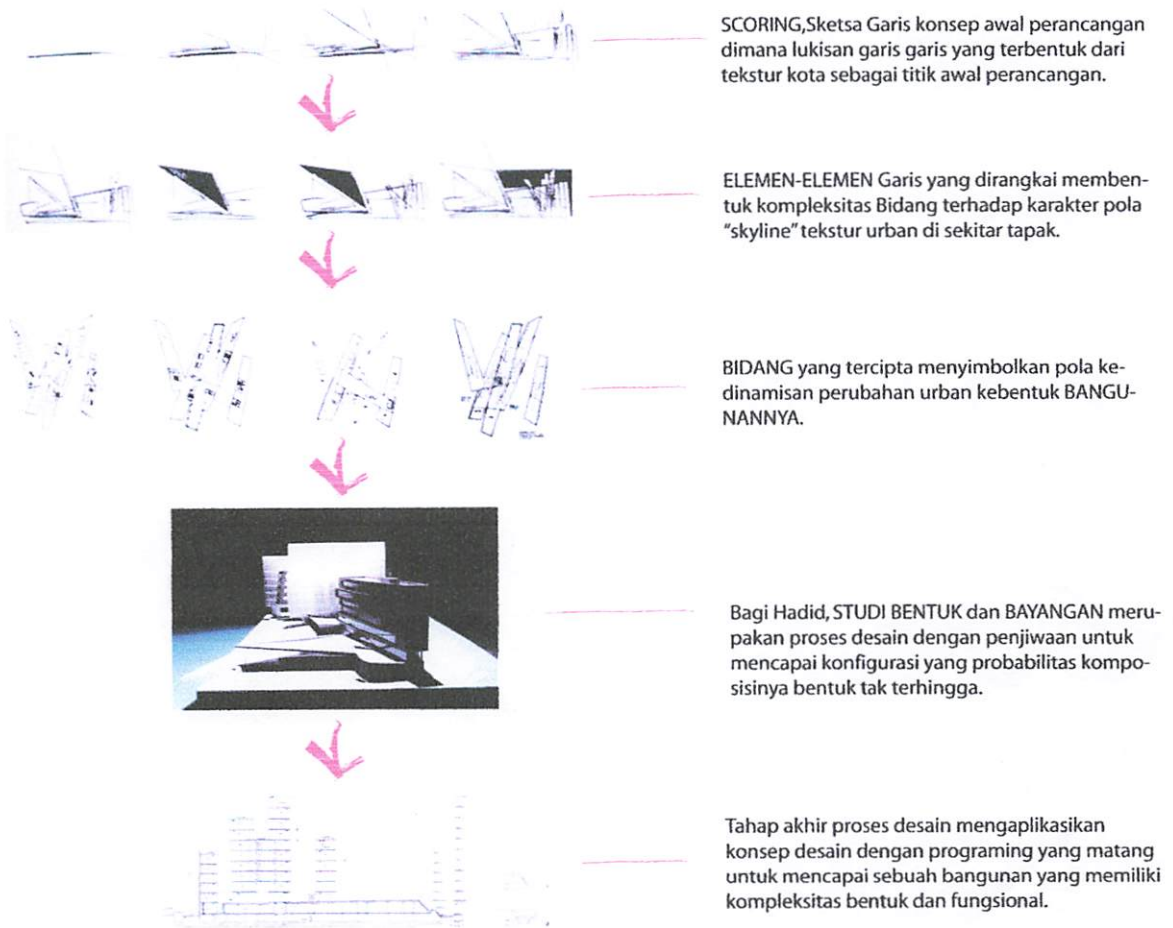 SCORING,Sketsa Garis konsep awal perancangan
dimana lukisan garis garis yang terbentuk dari
tekstur kota sebagai titik awal perancangan.
ELEMEN-ELEMEN Garis yang dirangkai memben-
tuk kompleksitas Bidang terhadap karakter pola
"skyline" tekstur urban di sekitar tapak.
BIDANG yang tercipta menyimbolkan pola ke-
dinamisan perubahan urban kebentuk BANGU-
NANNYA.
Bagi Hadid, STUDI BENTUK dan BAYANGAN meru-
pakan proses desain dengan penjiwaan untuk
mencapai konfigurasi yang probabilitas kompo-
sisinya bentuk tak terhingga.
Tahap akhir proses desain mengaplikasikan
konsep desain dengan programing yang matang
untuk mencapai sebuah bangunan yang memiliki
kompleksitas bentuk dan fungsional.